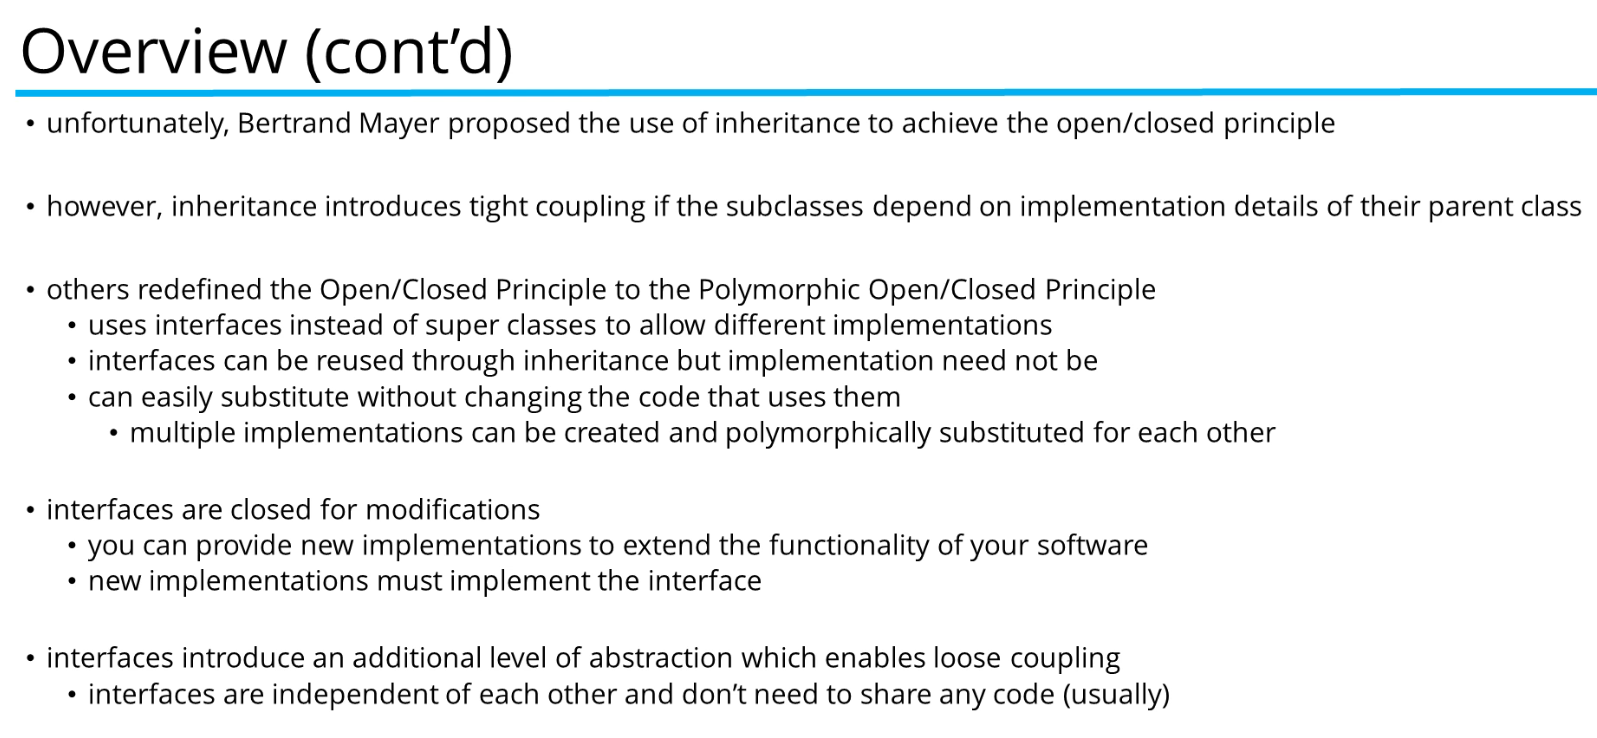 Overview (cont’d)
• unfortunately, Bertrand Mayer proposed the use of inheritance to achieve the open/closed principle
• however, inheritance introduces tight coupling if the subclasses depend on implementation details of their parent class
• others redefined the Open/Closed Principle to the Polymorphic Open/Closed Principle
• uses interfaces instead of super classes to allow different implementations
• interfaces can be reused through inheritance but implementation need not be
• can easily substitute without changing the code that uses them
• multiple implementations can be created and polymorphically substituted for each other
• interfaces are closed for modifications
• you can provide new implementations to extend the functionality of your software
• new implementations must implement the interface
• interfaces introduce an additional level of abstraction which enables loose coupling
• interfaces are independent of each other and don’t need to share any code (usually)